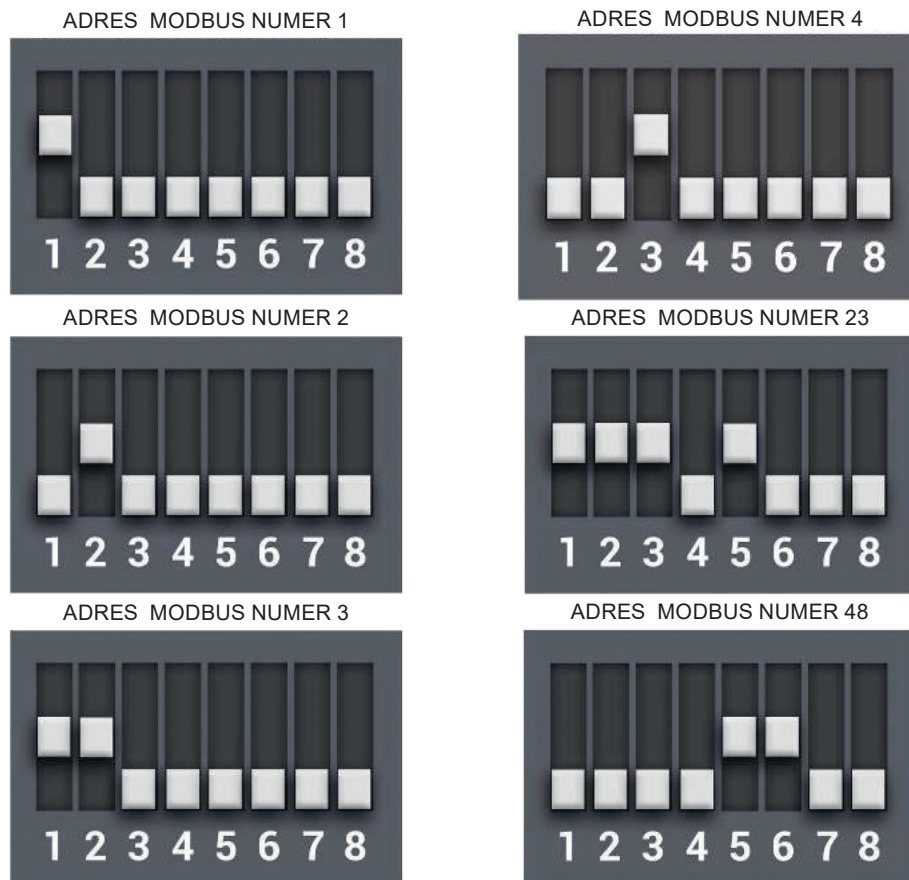 ADRES MODBUS NUMER 1
1 2 3 4 5 6 7 8
ADRES MODBUS NUMER 2
1 2 3 4 5 6 7 8
ADRES MODBUS NUMER 3
1 2 3 4 5 6 7 8
ADRES MODBUS NUMER 4
1 2 3 4 5 6 7 8
ADRES MODBUS NUMER 23
1 2 3 4 5 6 7 8
ADRES MODBUS NUMER 48
1 2 3 4 5 6 7 8